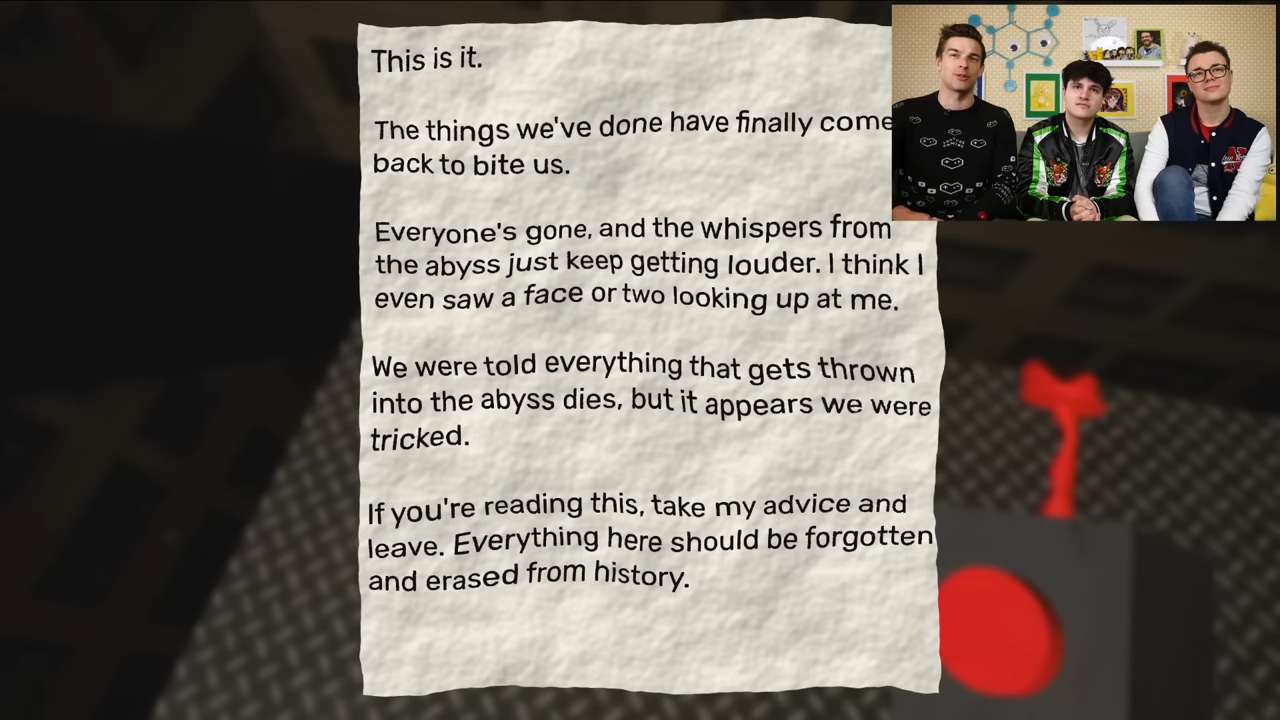 This is it.
The things we've done have finally come
back to bite us.
Everyone's gone, and the whispers from
the abyss just keep getting louder. I think I
even saw a face or two looking up at me.
We were told everything that gets thrown
into the abyss dies, but it appears we were
tricked.
If you're reading this, take my advice and
leave. Everything here should be forgotten
and erased from history.